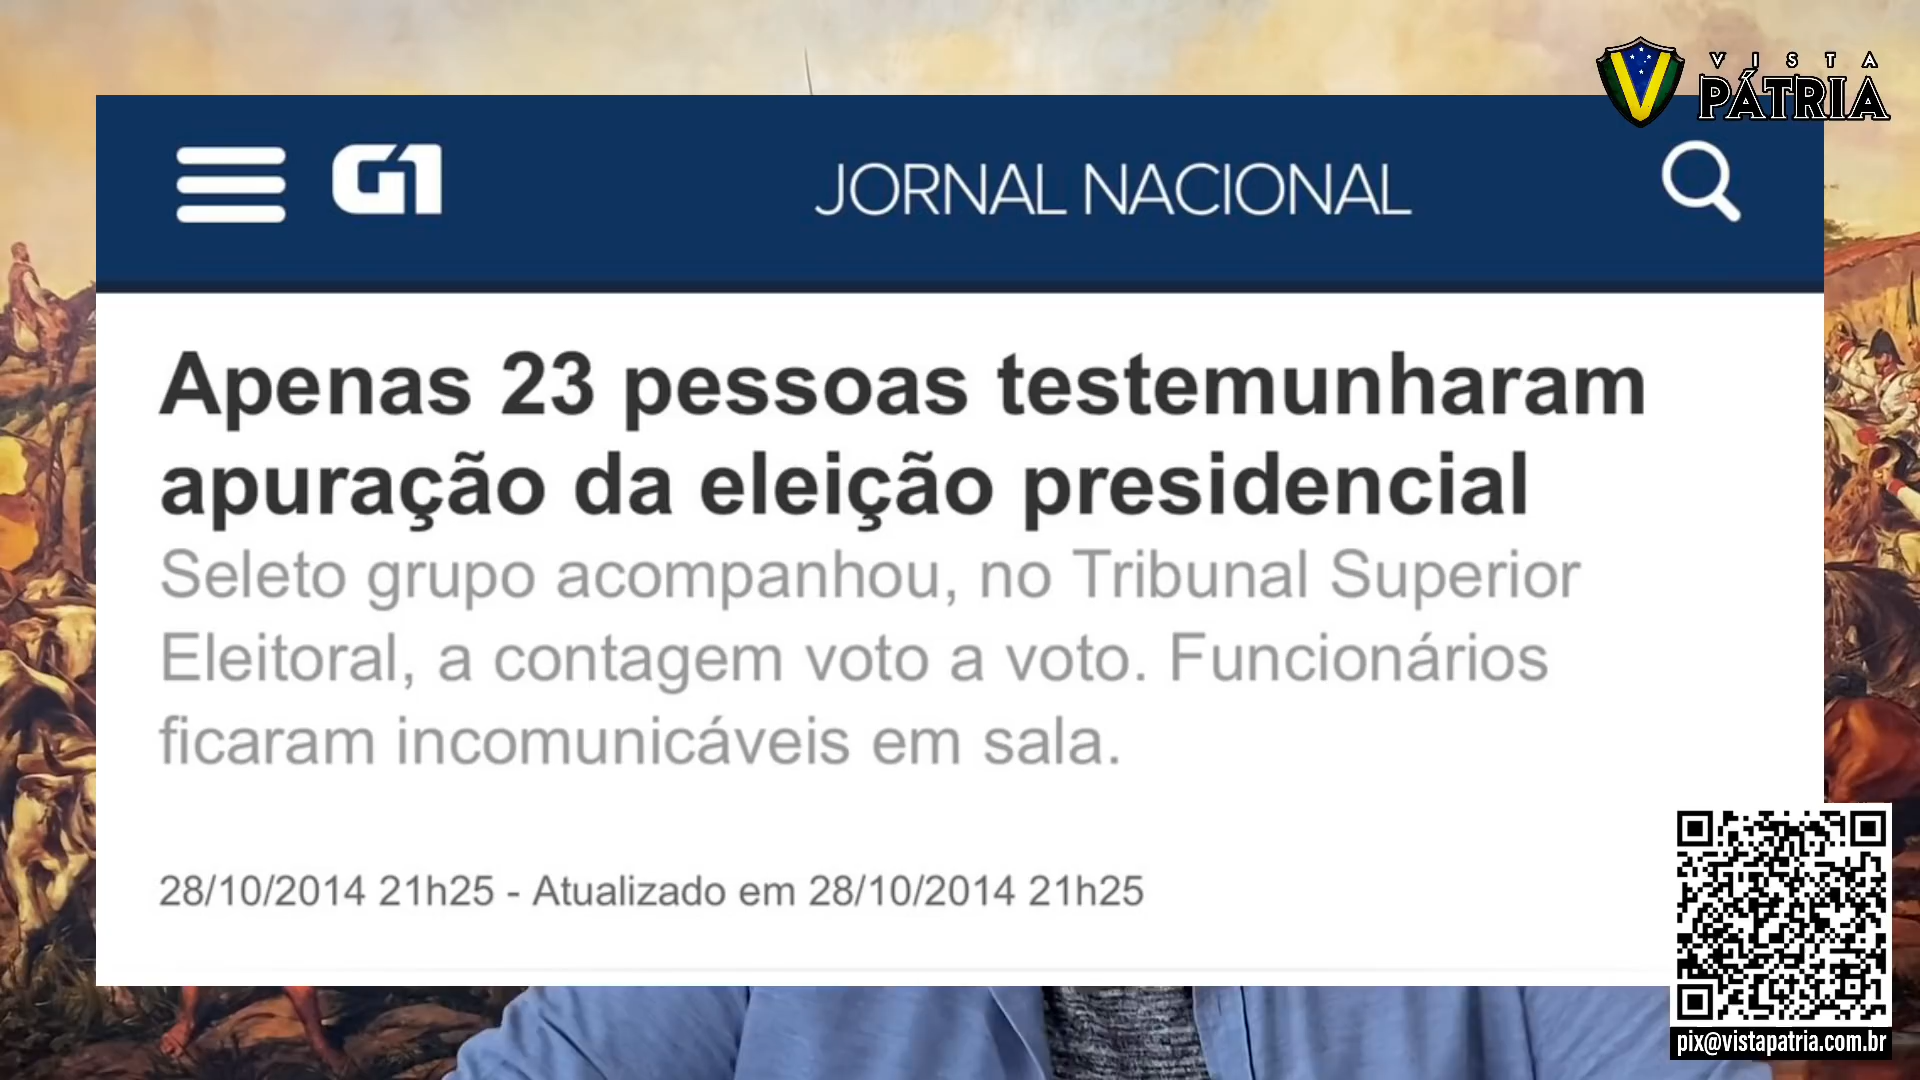 VISTA
PÁTRIA
G1
JORNAL NACIONAL
Apenas 23 pessoas testemunharam
apuração da eleição presidencial
Seleto grupo acompanhou, no Tribunal Superior
Eleitoral, a contagem voto a voto. Funcionários
ficaram incomunicáveis em sala.
28/10/2014 21h25 - Atualizado em 28/10/2014 21h25
pix@vistapatria.com.br